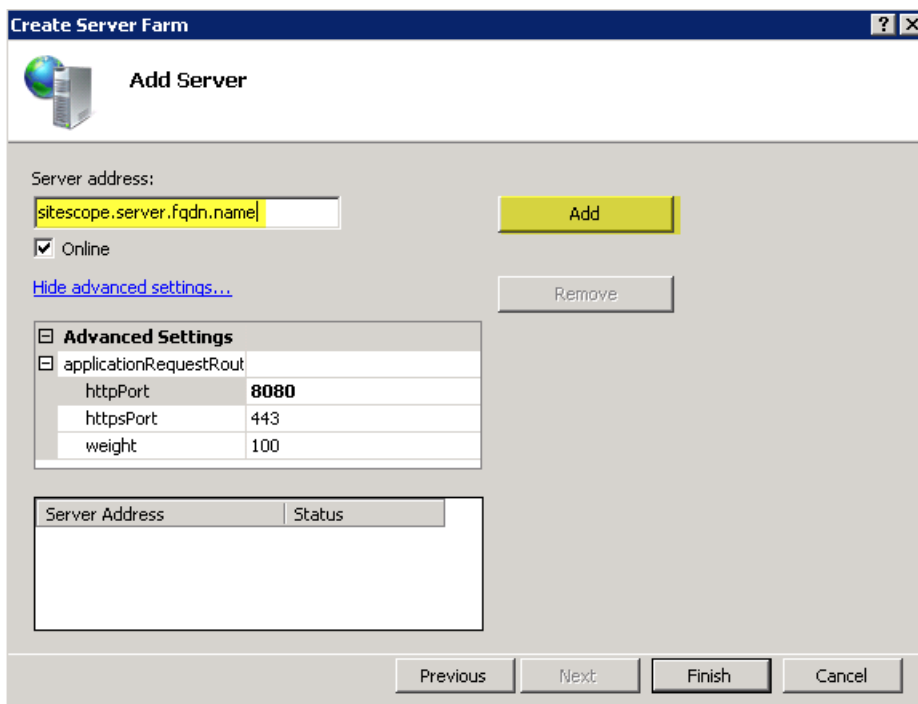 Create Server Farm
Add Server
Server address:
sitescope.server.fqdn.name
Add
Online
Hide advanced settings...
Remove
Advanced Settings
applicationRequestRout
httpPort 8080
httpsPort 443
weight 100
Server Address Status
Previous Next Finish Cancel